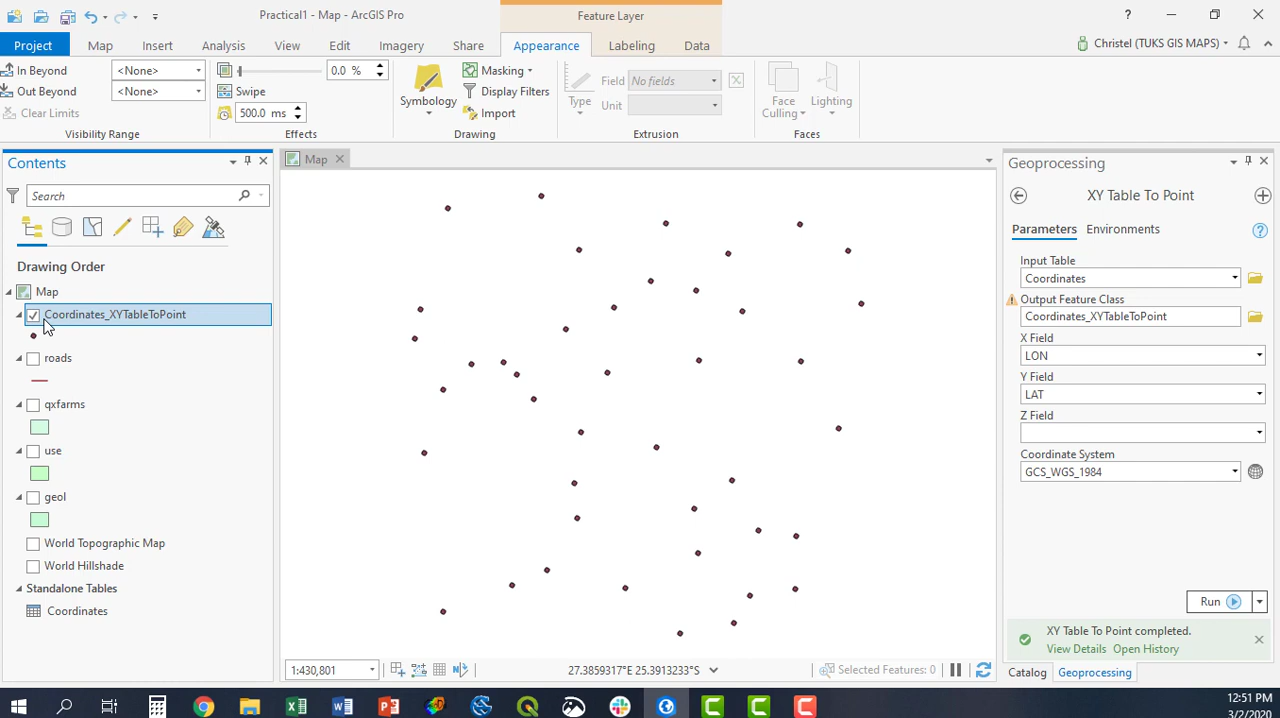 Practical1 - Map - ArcGIS Pro
Feature Layer
?
Project
Map
Insert
Analysis
View
Edit
Imagery
Share
Appearance
Labeling
Data
Christel (TUKS GIS MAPS)
In Beyond
<None>
Out Beyond
<None>
Clear Limits
Visibility Range
0.0 %
Swipe
500.0 ms
Effects
Symbology
Masking
Display Filters
Import
Drawing
Type
Field
No fields
Unit
Extrusion
Face
Culling
Lighting
Faces
Contents
Search
Drawing Order
Map
Coordinates_XYTableToPoint
roads
qxfarms
use
geol
World Topographic Map
World Hillshade
Standalone Tables
Coordinates
Map
1:430,801
27.3859317°E 25.3913233°S
Selected Features: 0
Geoprocessing
XY Table To Point
Parameters
Environments
?
Input Table
Coordinates
Output Feature Class
Coordinates_XYTableToPoint
X Field
LON
Y Field
LAT
Z Field
Coordinate System
GCS_WGS_1984
Run
XY Table To Point completed.
View Details Open History
Catalog
Geoprocessing
12:51 PM
3/2/2020